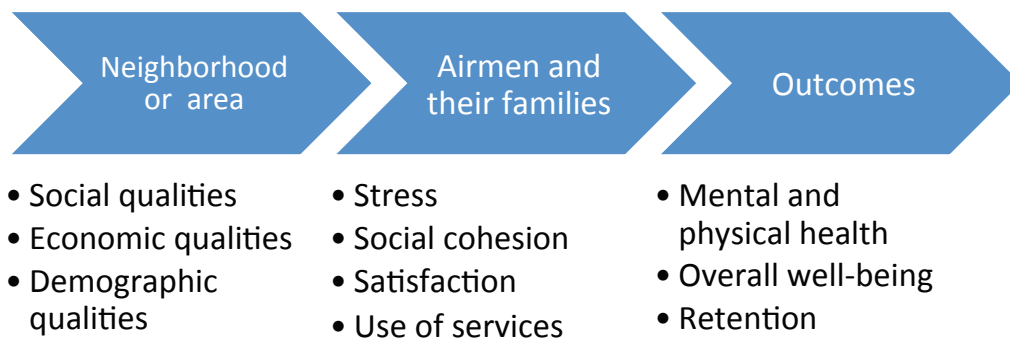 Neighborhood
or area
Airmen and
their families
Outcomes
• Social qualities
• Economic qualities
• Demographic
qualities
• Stress
• Social cohesion
• Satisfaction
• Use of services
• Mental and
physical health
• Overall well-being
• Retention